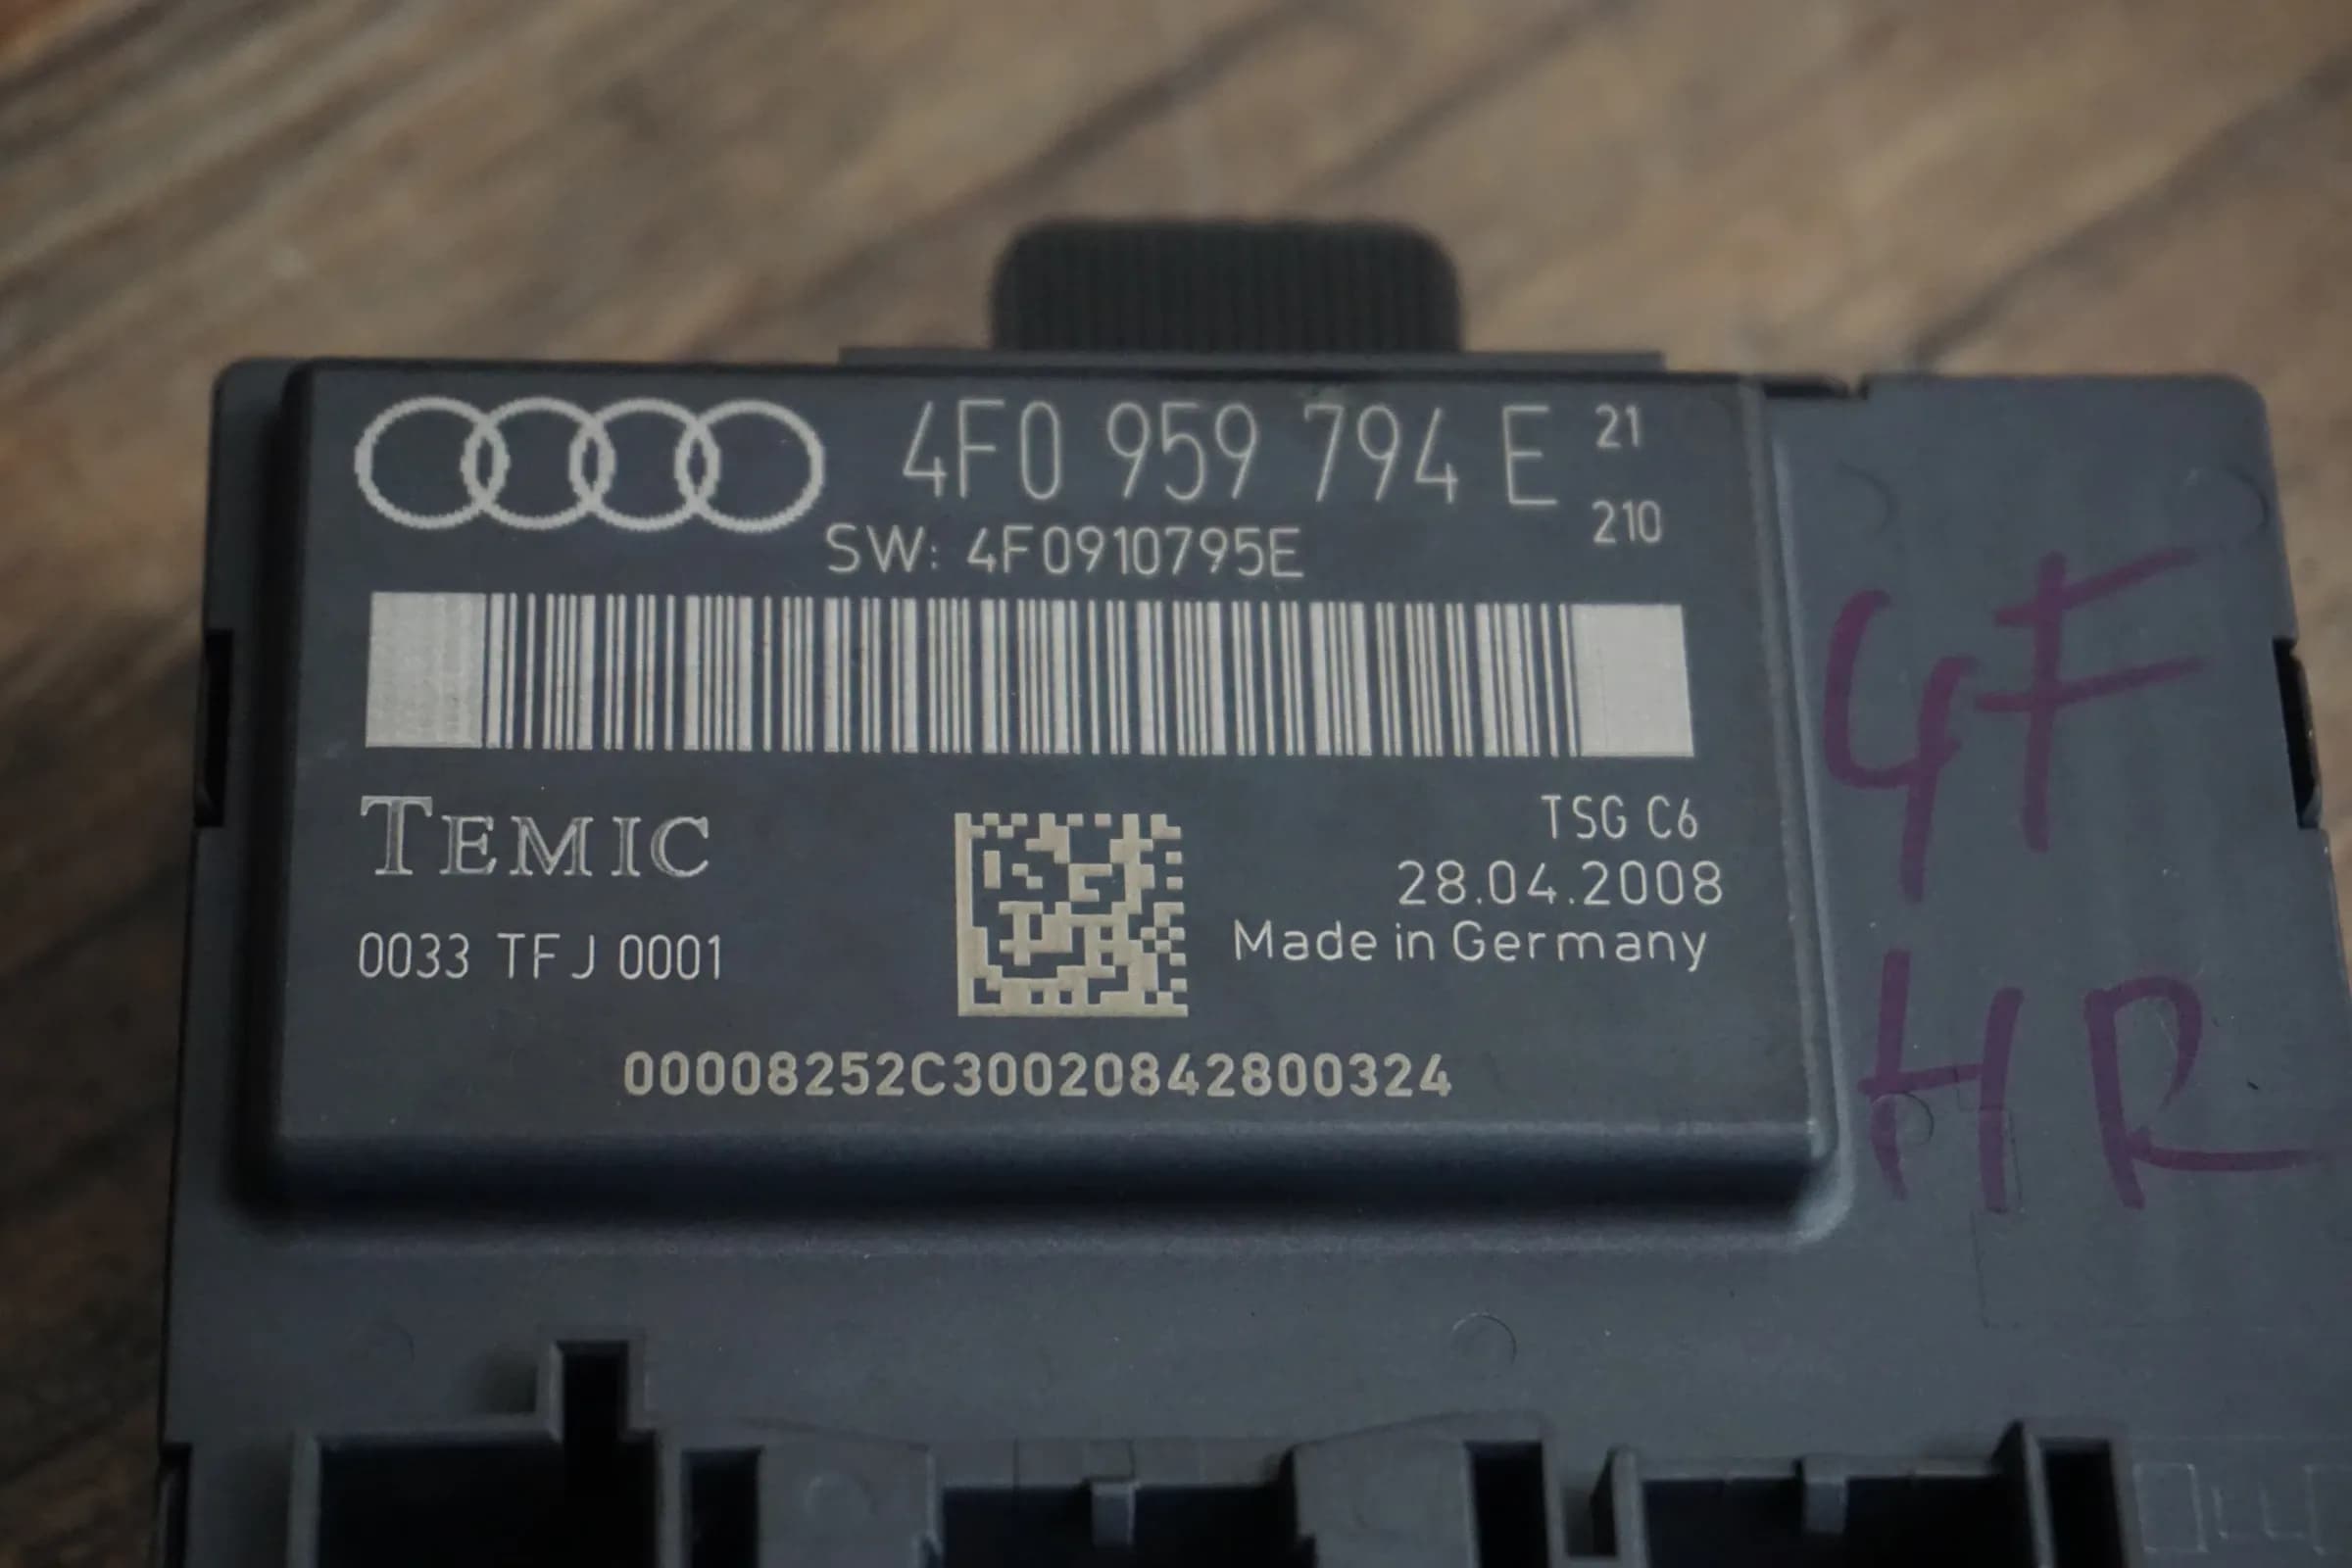 4F0 959 794 E 21
210
SW: 4F0910795E
TEMIC
TSG C6
28.04.2008
0033 TFJ 0001
Made in Germany
00008252C30020842800324
4F
HR